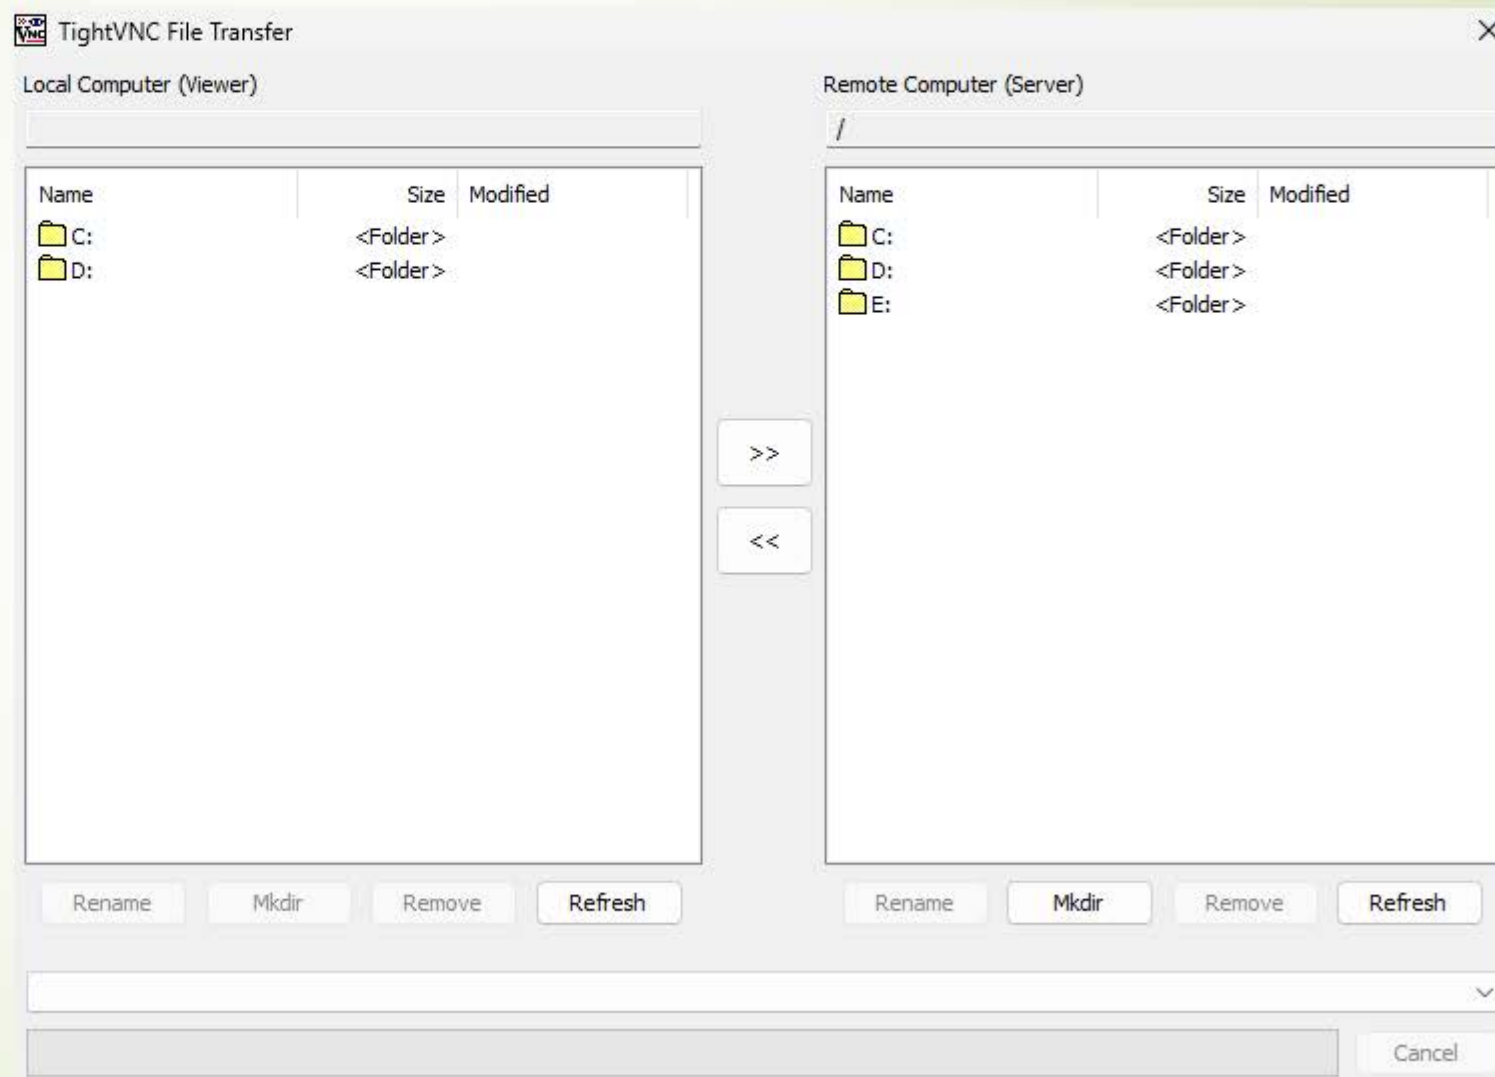 TightVNC File Transfer
Local Computer (Viewer)
Name Size Modified
C: <Folder>
D: <Folder>
Rename Mkdir Remove Refresh
>>
<<
Remote Computer (Server)
/
Name Size Modified
C: <Folder>
D: <Folder>
E: <Folder>
Rename Mkdir Remove Refresh
Cancel